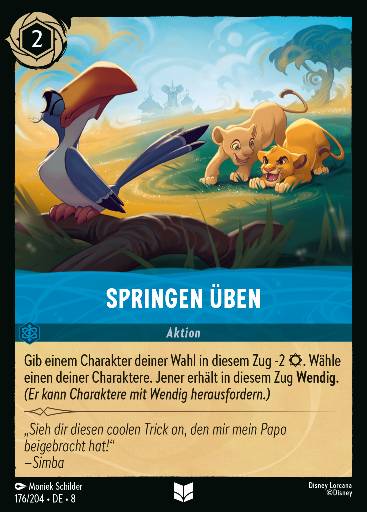 2
SPRINGEN ÜBEN
Aktion
Gib einem Charakter deiner Wahl in diesem Zug -2 . Wähle
einen deiner Charaktere. Jener erhält in diesem Zug Wendig.
(Er kann Charaktere mit Wendig herausfordern.)
„Sieh dir diesen coolen Trick an, den mir mein Papa
beigebracht hat!“
–Simba
Moniek Schilder
Disney Lorcana
176/204 • DE • 8
©Disney